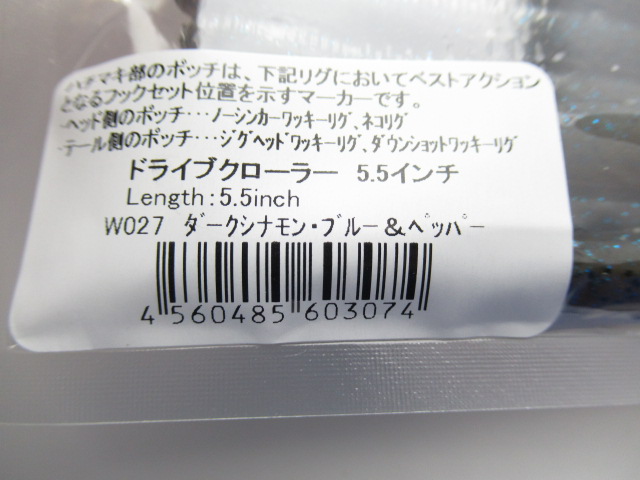 ハチマキ部のポッチは、下記リグにおいてベストアクション
となるフックセット位置を示すマーカーです。
・ヘッド側のポッチ･･･ノーシンカーワッキーリグ、ネコリグ
・テール側のポッチ･･･ジグヘッドワッキーリグ、ダウンショットワッキーリグ
ドライブクローラー 5.5インチ
Length:5.5inch
W027 ダークシナモン・ブルー&ペッパー
4 560485 603074